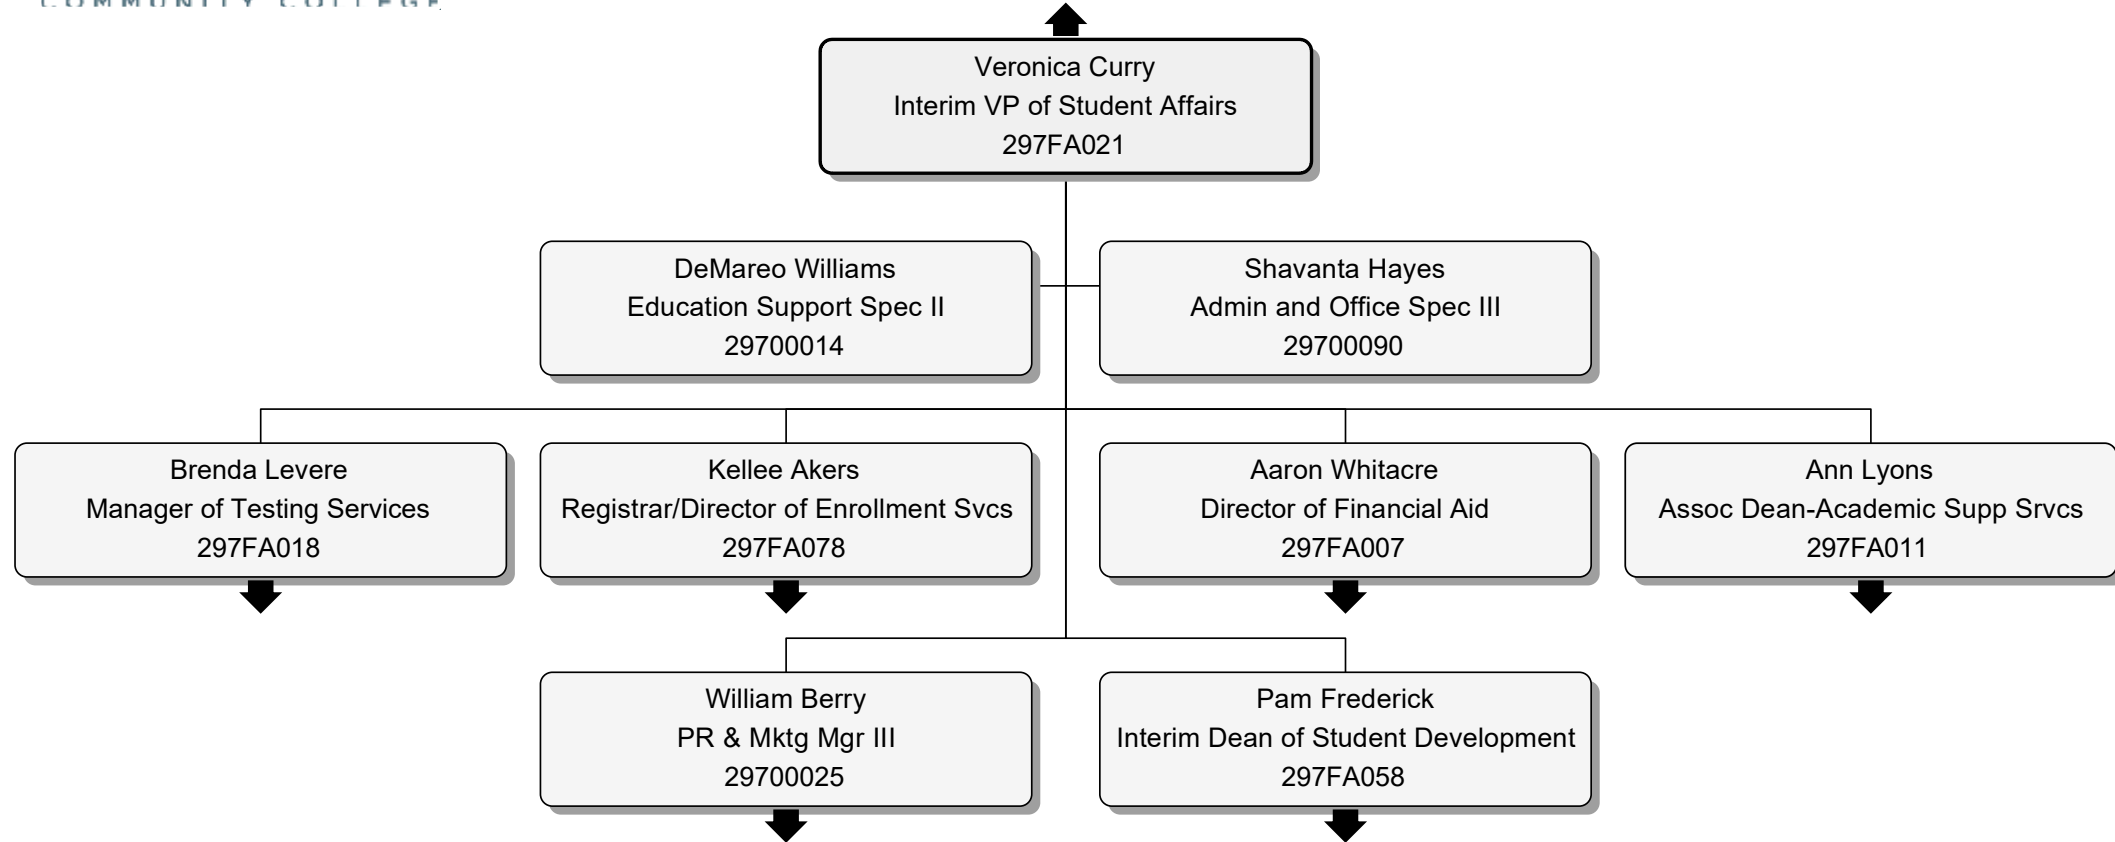 COMMUNITY COLLEGE
Veronica Curry
Interim VP of Student Affairs
297FA021
DeMareo Williams
Education Support Spec II
29700014
Shavanta Hayes
Admin and Office Spec III
29700090
Brenda Levere
Manager of Testing Services
297FA018
Kellee Akers
Registrar/Director of Enrollment Svcs
297FA078
Aaron Whitacre
Director of Financial Aid
297FA007
Ann Lyons
Assoc Dean-Academic Supp Srvcs
297FA011
William Berry
PR & Mktg Mgr III
29700025
Pam Frederick
Interim Dean of Student Development
297FA058